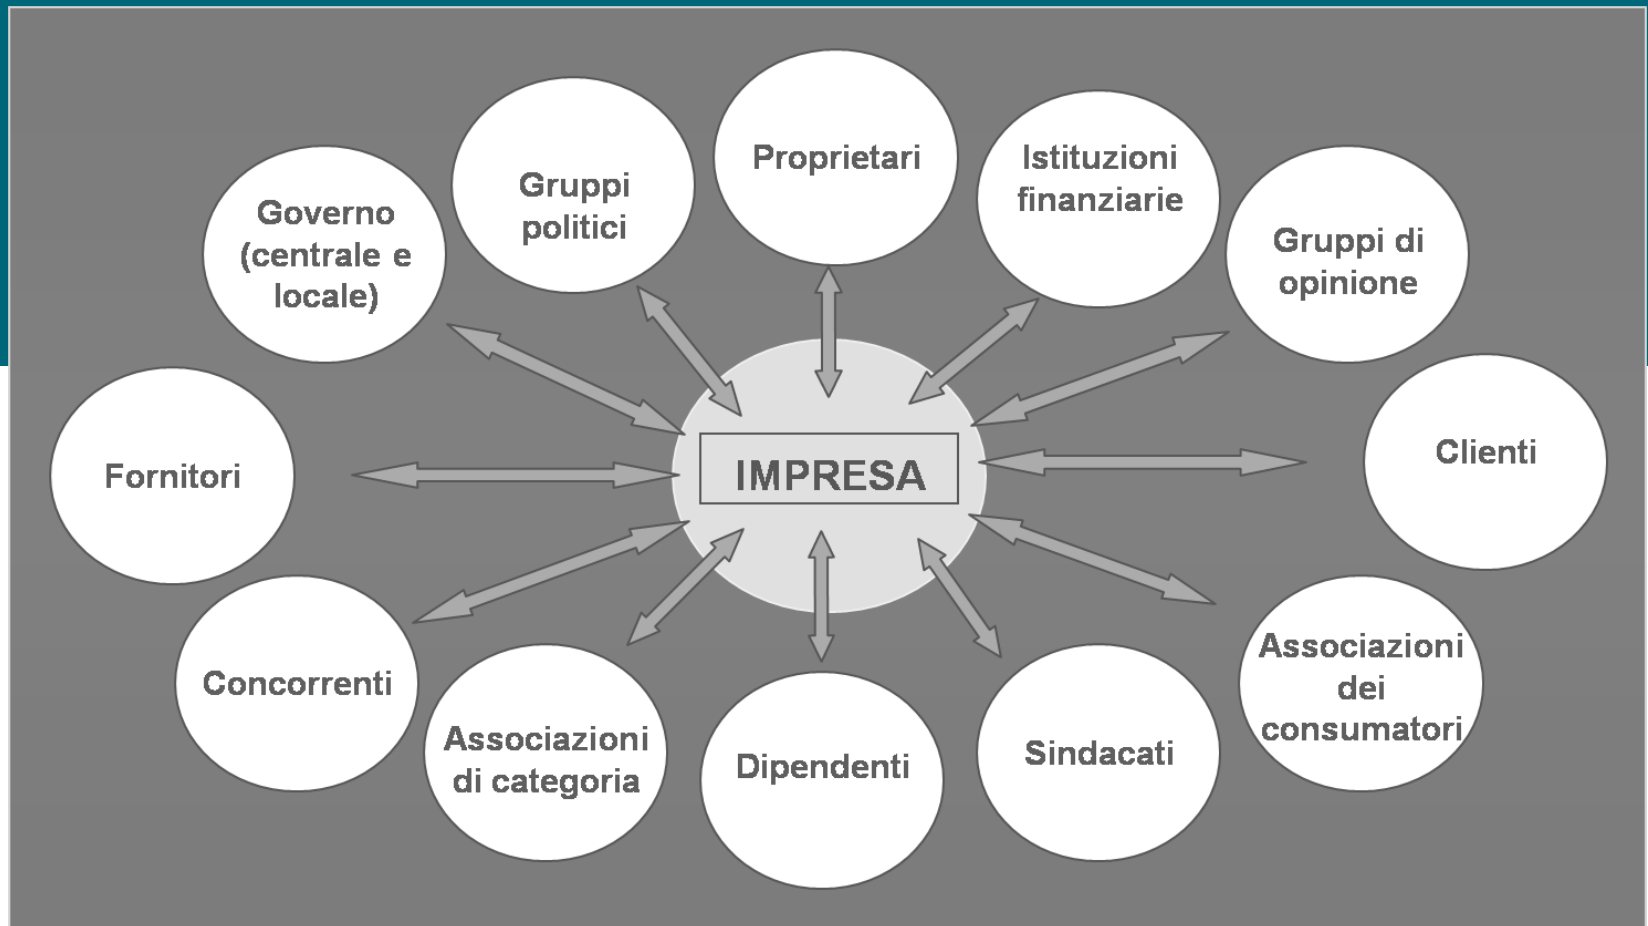 Proprietari
Istituzioni
finanziarie
Gruppi
politici
Governo
(centrale e
locale)
Gruppi di
opinione
Fornitori
IMPRESA
Clienti
Concorrenti
Associazioni
di categoria
Dipendenti
Sindacati
Associazioni
dei
consumatori